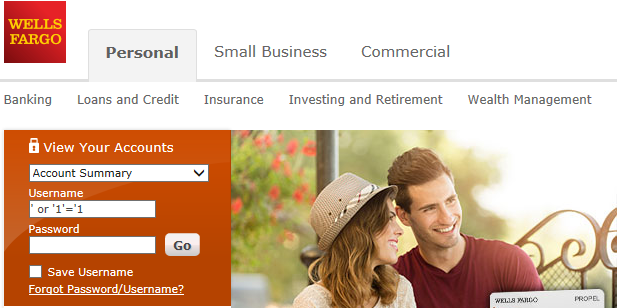 WELLS
FARGO
Personal
Small Business
Commercial
Banking
Loans and Credit
Insurance
Investing and Retirement
Wealth Management
View Your Accounts
Account Summary
Username
' or '1'='1
Password
Go
Save Username
Forgot Password/Username?
WELLS FARGO
PROPEL